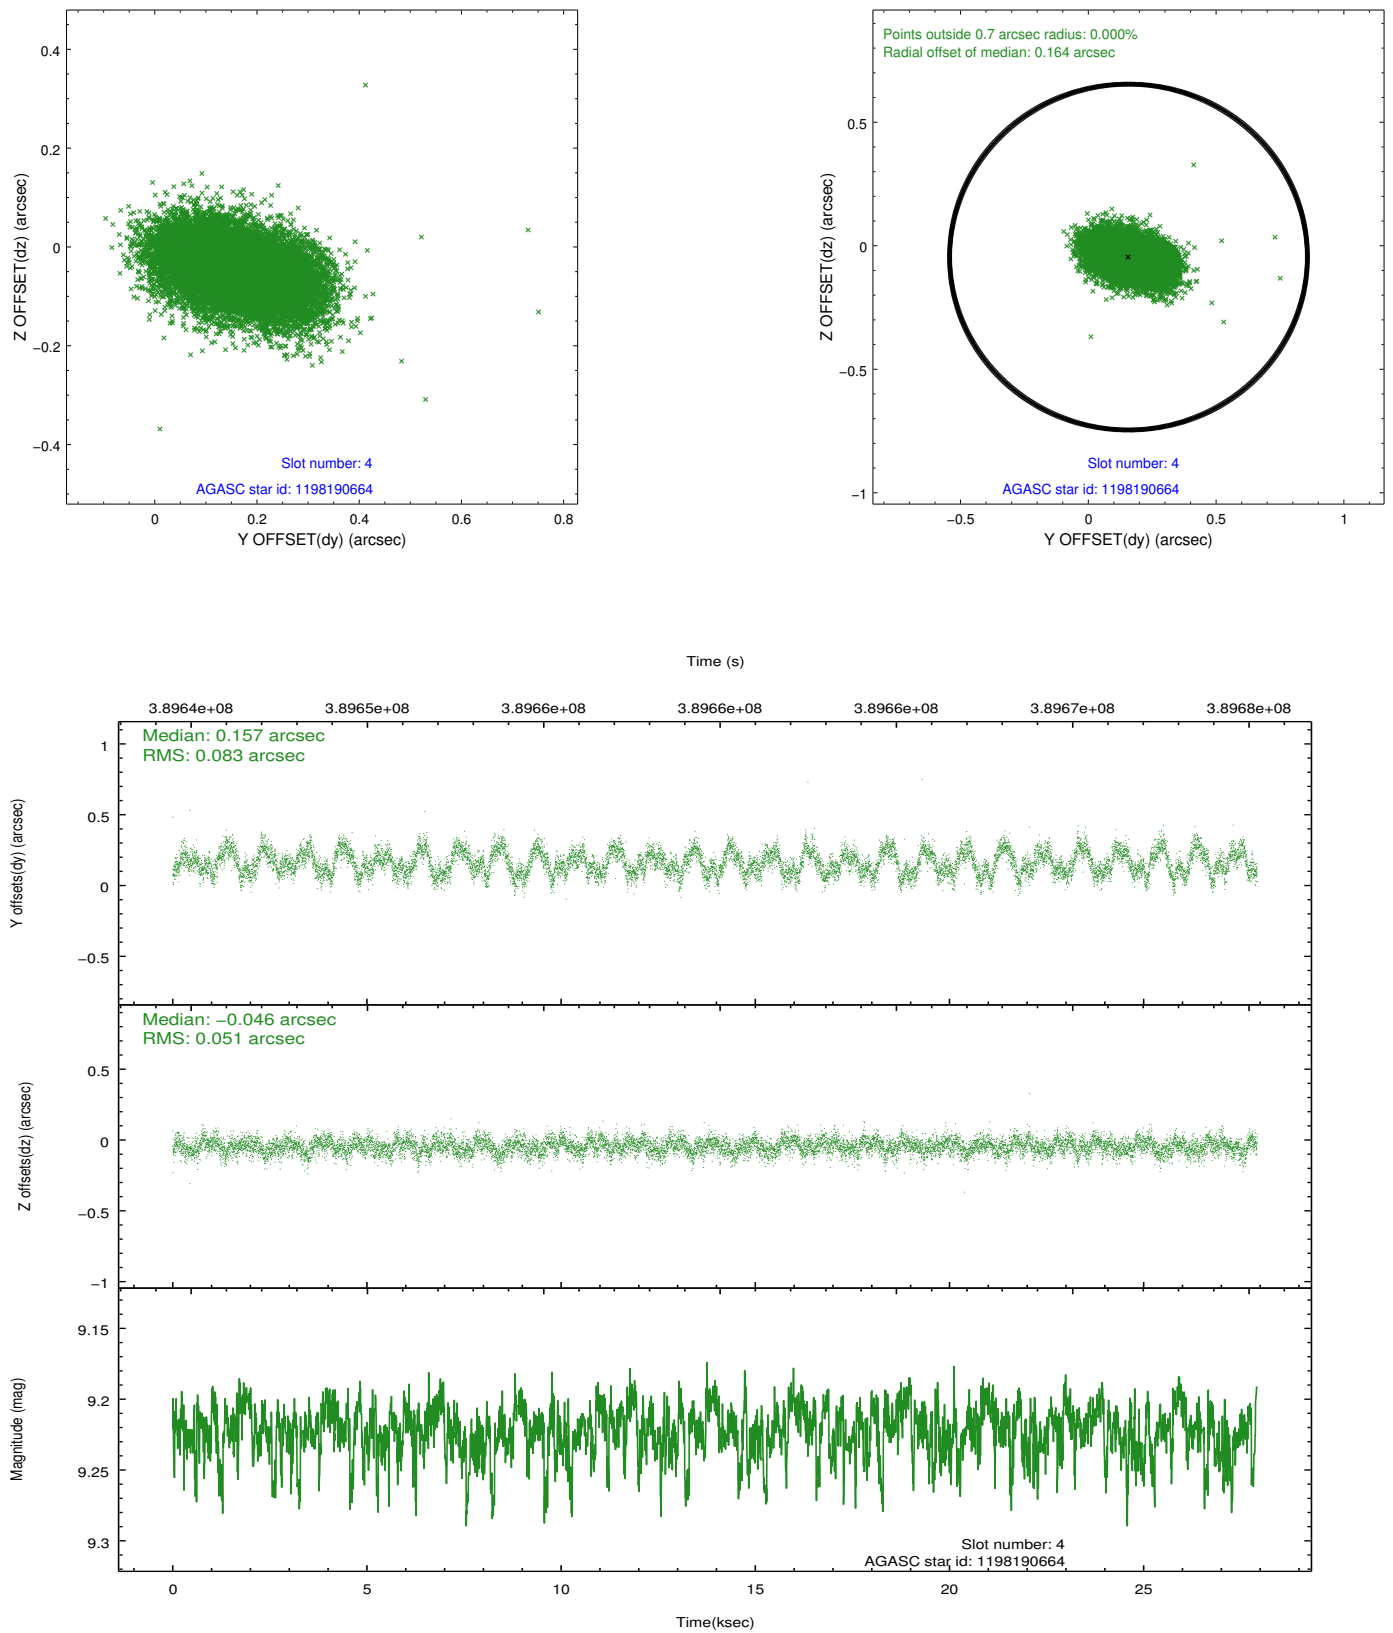 0.4
0.2
0
−0.2
−0.4
Z OFFSET(dz) (arcsec)
Slot number: 4
AGASC star id: 1198190664
0 0.2 0.4 0.6 0.8
Y OFFSET(dy) (arcsec)
Points outside 0.7 arcsec radius: 0.000%
Radial offset of median: 0.164 arcsec
0.5
0
−0.5
−1
Z OFFSET(dz) (arcsec)
Slot number: 4
AGASC star id: 1198190664
−0.5 0 0.5 1
Y OFFSET(dy) (arcsec)
Time (s)
3.8964e+08 3.8965e+08 3.8966e+08 3.8966e+08 3.8966e+08 3.8967e+08 3.8968e+08
Median: 0.157 arcsec
RMS: 0.083 arcsec
1
0.5
0
−0.5
Y offsets(dy) (arcsec)
Median: −0.046 arcsec
RMS: 0.051 arcsec
0.5
0
−0.5
−1
Z offsets(dz) (arcsec)
9.15
9.2
9.25
9.3
Magnitude (mag)
Slot number: 4
AGASC star id: 1198190664
0 5 10 15 20 25
Time(ksec)